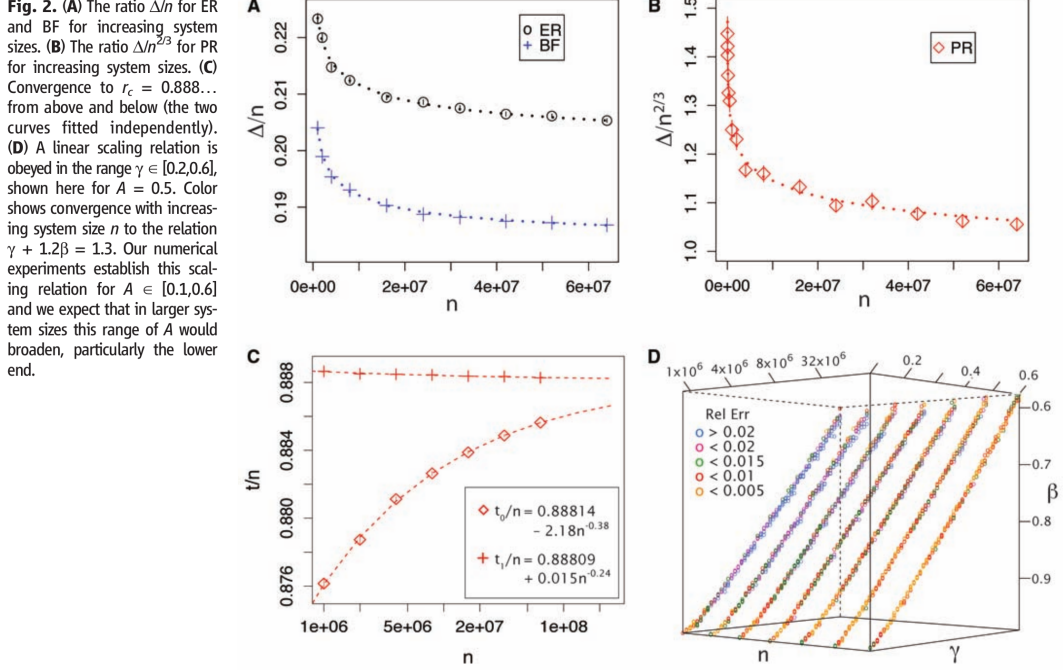 Fig. 2. (A) The ratio Δ/n for ER
and BF for increasing system
sizes. (B) The ratio Δ/n^2/3 for PR
for increasing system sizes. (C)
Convergence to r_c = 0.888…
from above and below (the two
curves fitted independently).
(D) A linear scaling relation is
obeyed in the range γ ∈ [0.2,0.6],
shown here for A = 0.5. Color
shows convergence with increas-
ing system size n to the relation
γ + 1.2β = 1.3. Our numerical
experiments establish this scal-
ing relation for A ∈ [0.1,0.6]
and we expect that in larger sys-
tem sizes this range of A would
broaden, particularly the lower
end.
A
Δ/n
0.22
0.21
0.20
0.19
ER
BF
0e+00 2e+07 4e+07 6e+07
n
B
Δ/n^2/3
1.5
1.4
1.3
1.2
1.1
1.0
PR
0e+00 2e+07 4e+07 6e+07
n
C
t/n
0.888
0.884
0.880
0.876
t_0/n = 0.88814
– 2.18n^-0.38
t_1/n = 0.88809
+ 0.015n^-0.24
1e+06 5e+06 2e+07 1e+08
n
D
1x10^6 4x10^6 8x10^6 32x10^6
0.2 0.4 0.6
Rel Err
> 0.02
< 0.02
< 0.015
< 0.01
< 0.005
0.6
0.7
β
0.8
0.9
n
γ